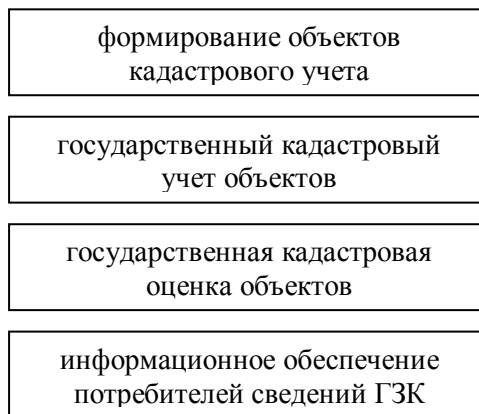 формирование объектов
кадастрового учета
государственный кадастровый
учет объектов
государственная кадастровая
оценка объектов
информационное обеспечение
потребителей сведений ГЗК